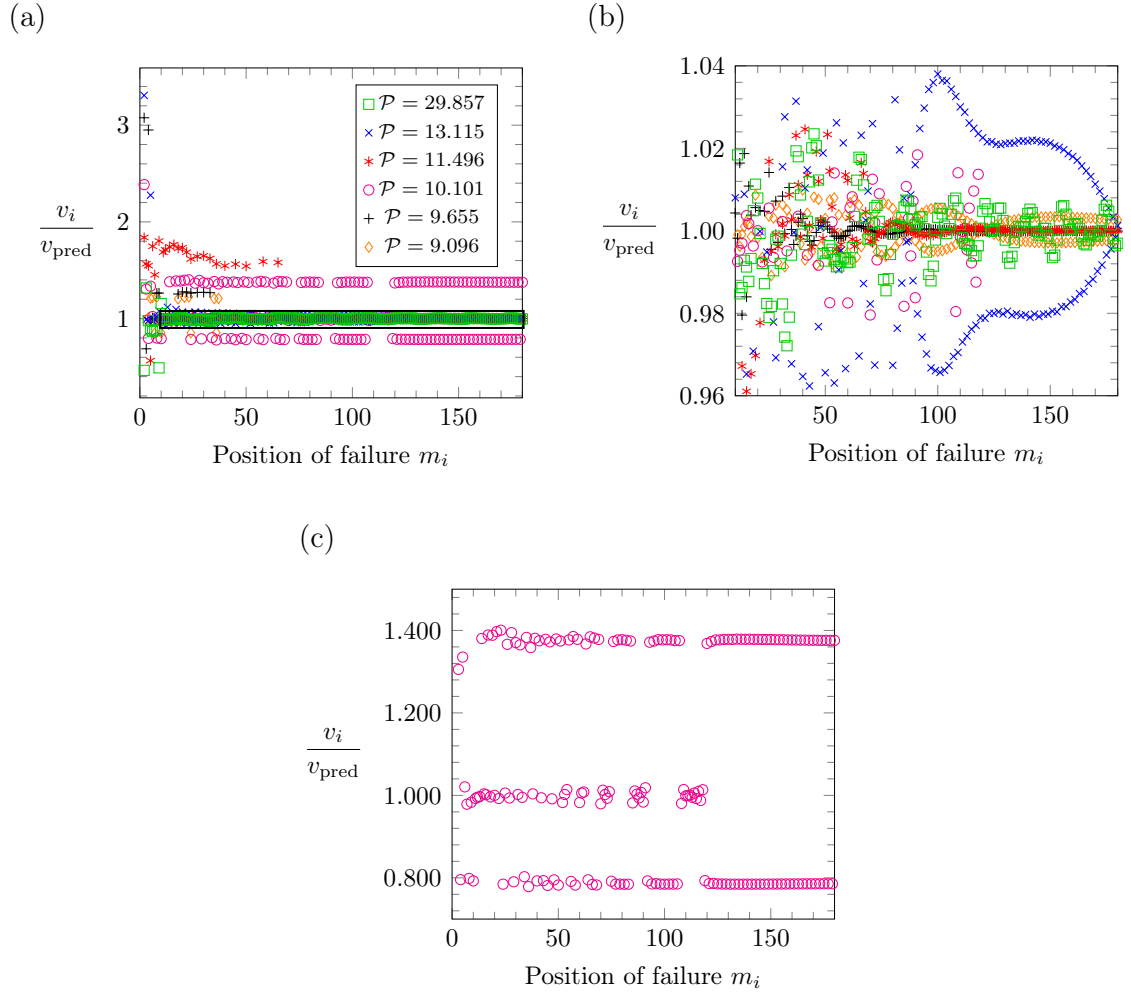 (a)
3
2
1
0
50
100
150
v_i / v_pred
Position of failure m_i
𝒫 = 29.857
𝒫 = 13.115
𝒫 = 11.496
𝒫 = 10.101
𝒫 = 9.655
𝒫 = 9.096
(b)
1.04
1.02
1.00
0.98
0.96
50
100
150
v_i / v_pred
Position of failure m_i
(c)
1.400
1.200
1.000
0.800
0
50
100
150
v_i / v_pred
Position of failure m_i